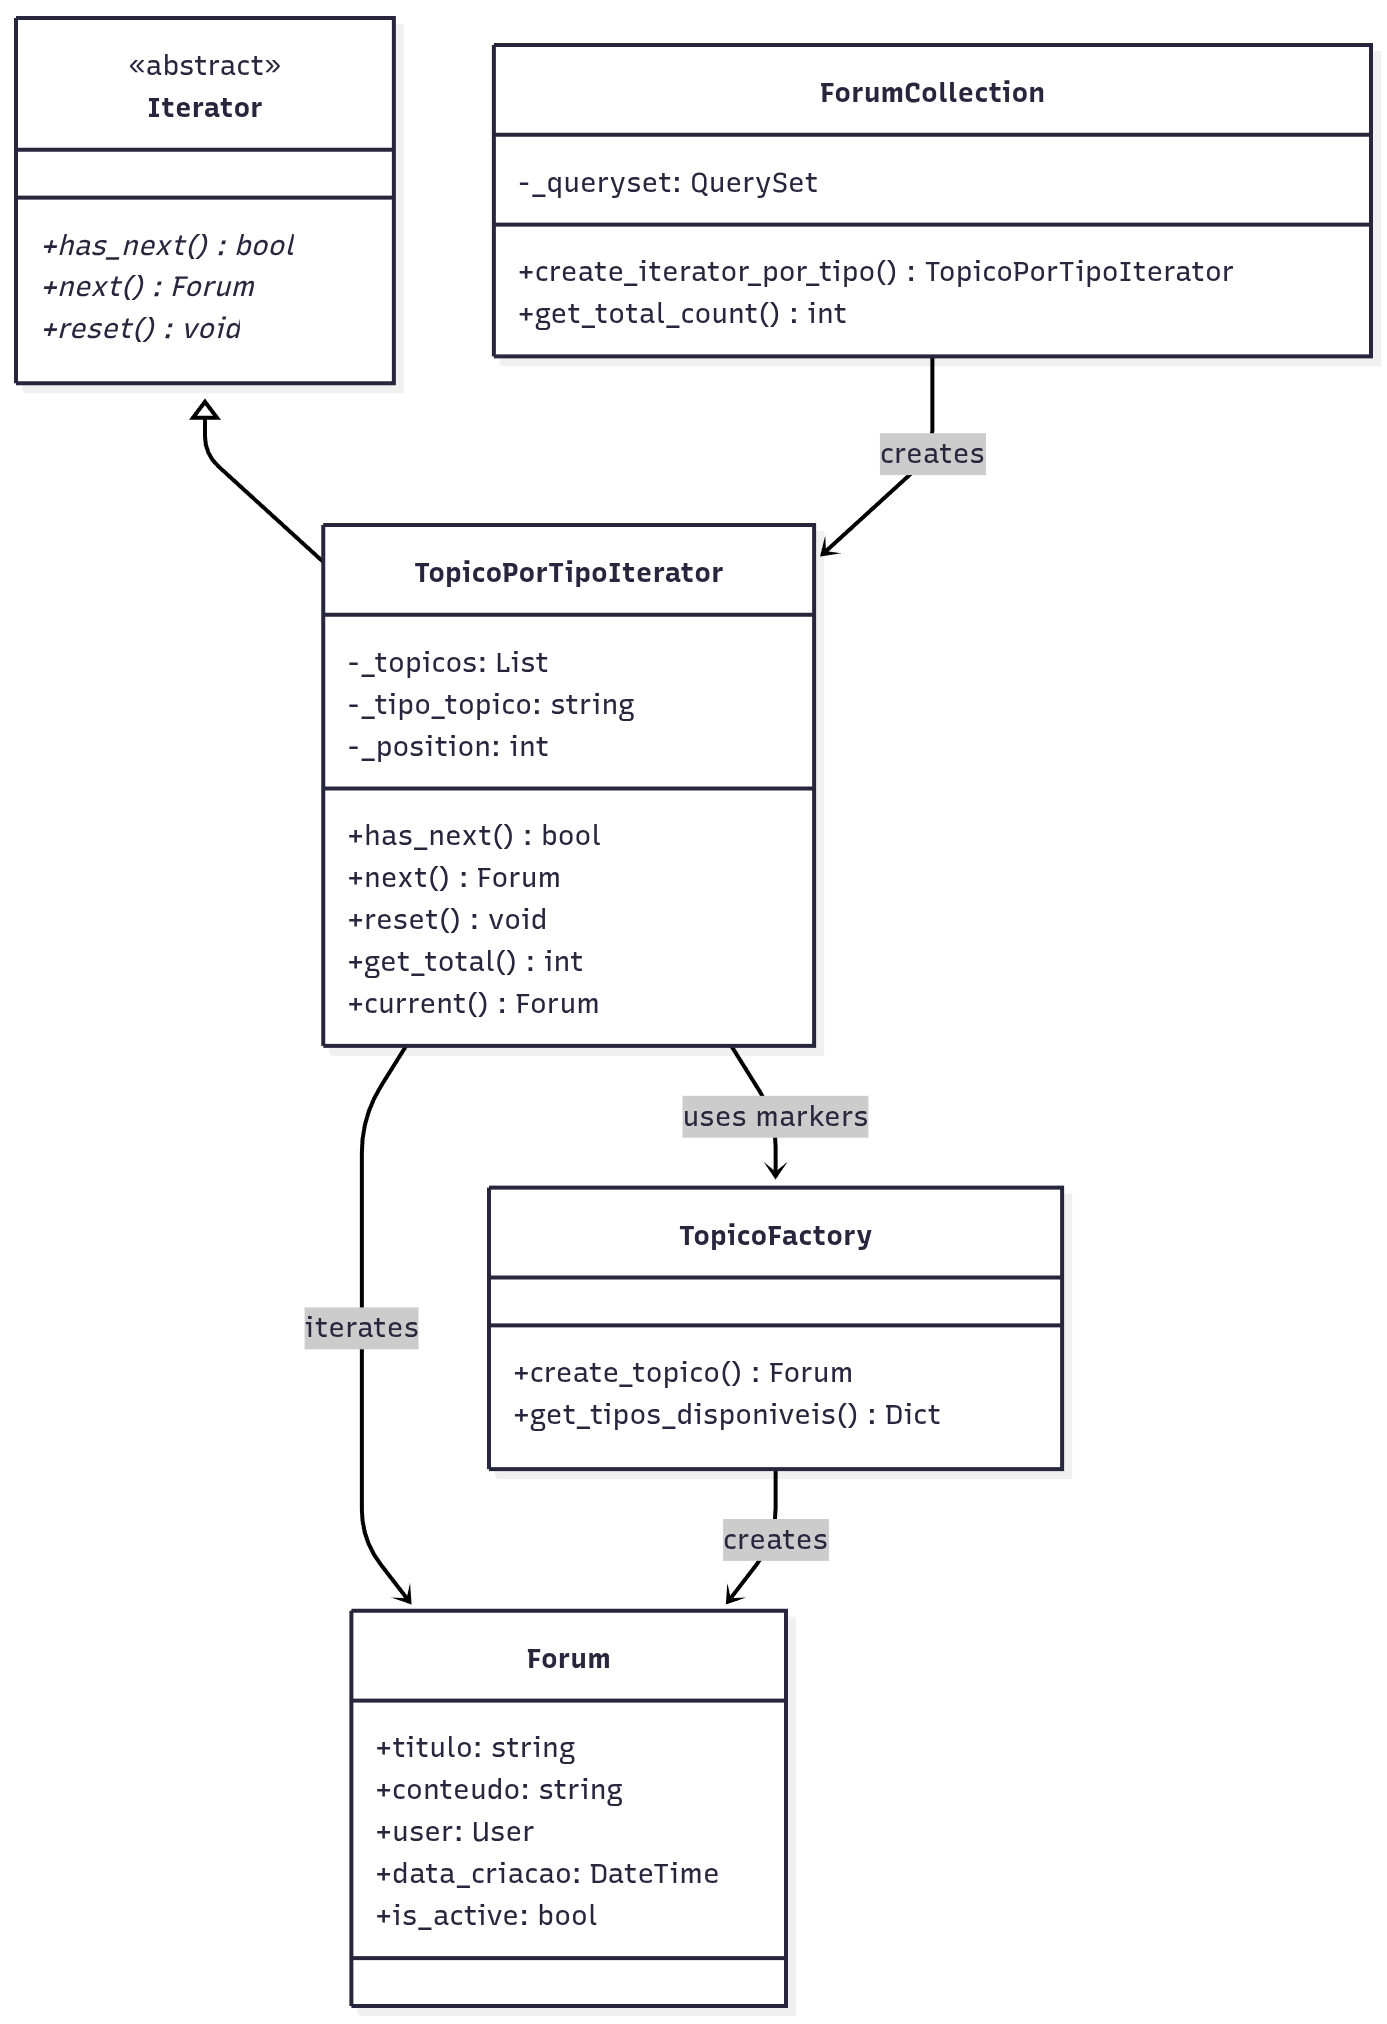 «abstract»
Iterator
+has_next() : bool
+next() : Forum
+reset() : void
ForumCollection
-_queryset: QuerySet
+create_iterator_por_tipo() : TopicoPorTipoIterator
+get_total_count() : int
creates
TopicoPorTipoIterator
-_topicos: List
-_tipo_topico: string
-_position: int
+has_next() : bool
+next() : Forum
+reset() : void
+get_total() : int
+current() : Forum
uses markers
TopicoFactory
+create_topico() : Forum
+get_tipos_disponiveis() : Dict
iterates
creates
Forum
+titulo: string
+conteudo: string
+user: User
+data_criacao: DateTime
+is_active: bool